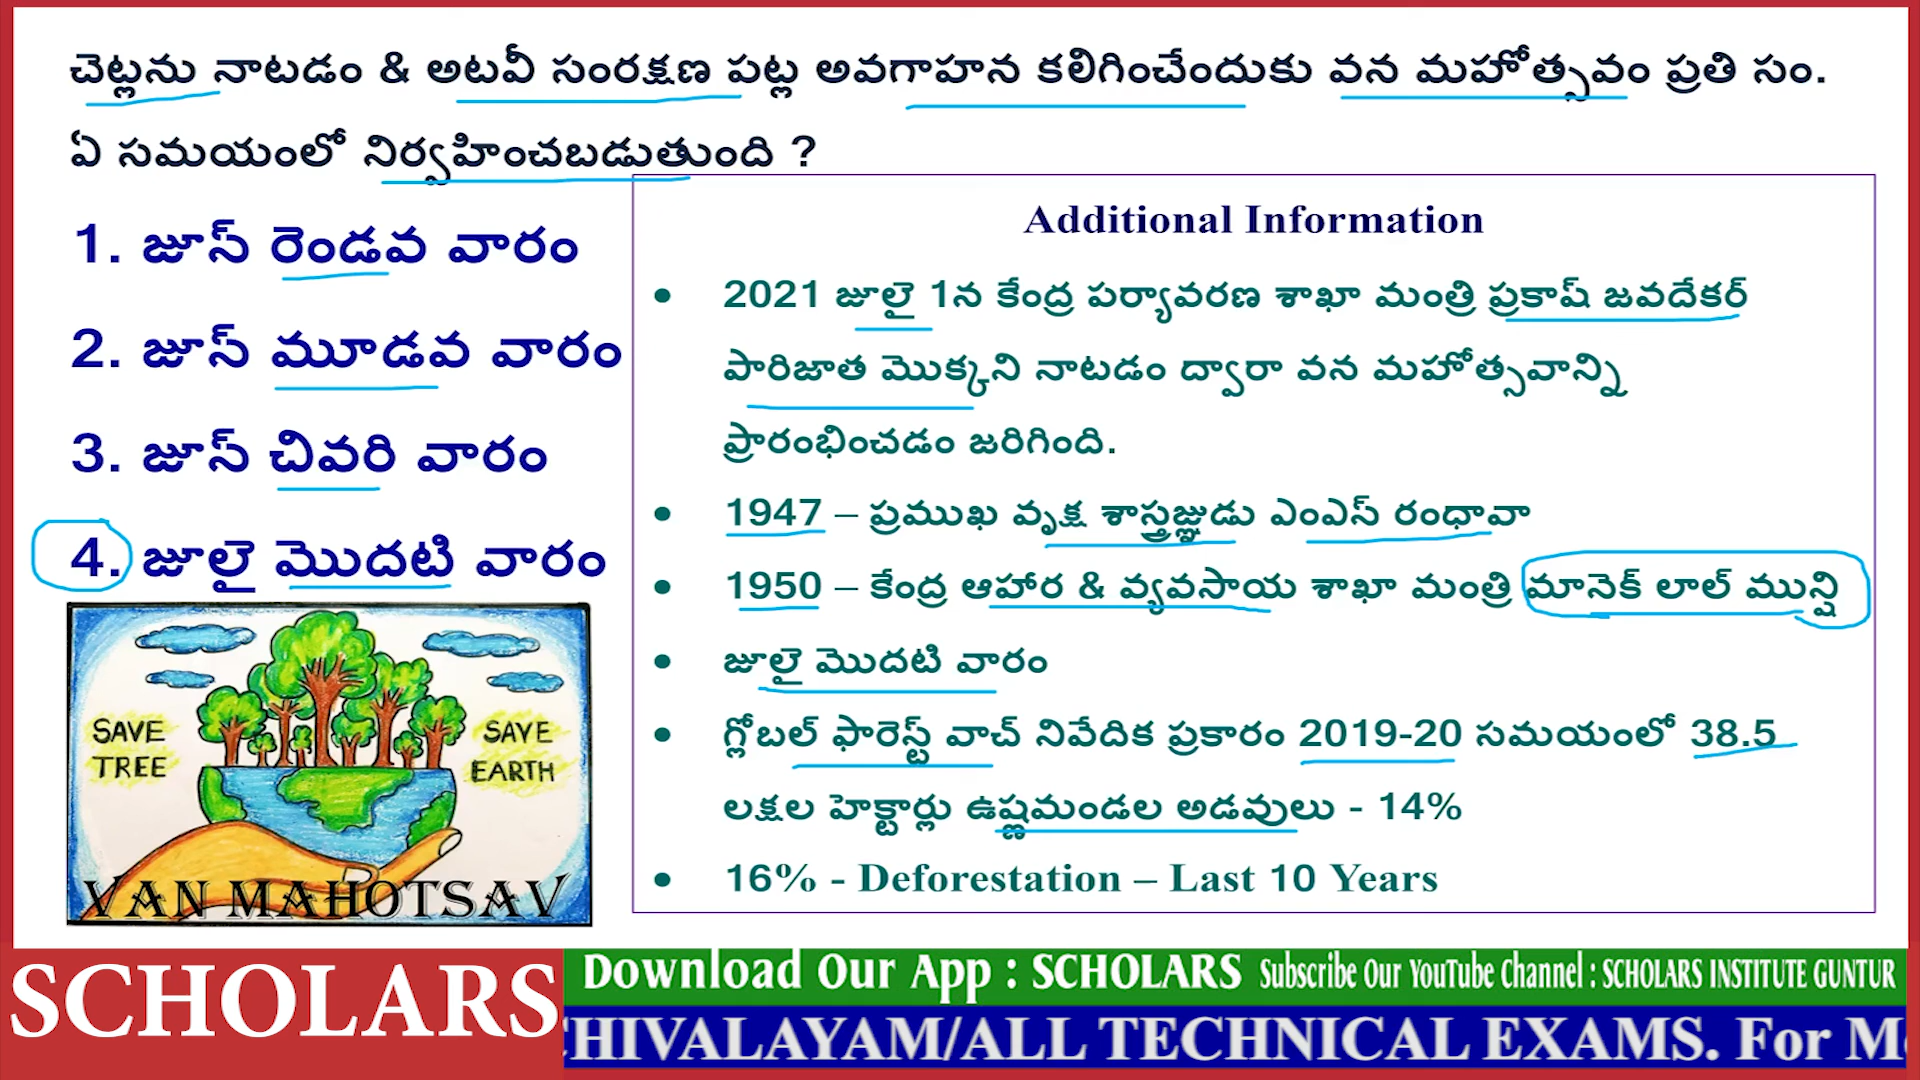 చెట్లను నాటడం & అటవీ సంరక్షణ పట్ల అవగాహన కలిగించేందుకు వన మహోత్సవం ప్రతి సం.
ఏ సమయంలో నిర్వహించబడుతుంది ?
1. జూన్ రెండవ వారం
2. జూన్ మూడవ వారం
3. జూన్ చివరి వారం
4. జూలై మొదటి వారం
SAVE TREE
SAVE EARTH
VAN MAHOTSAV
Additional Information
• 2021 జూలై 1న కేంద్ర పర్యావరణ శాఖా మంత్రి ప్రకాష్ జవదేకర్
పారిజాత మొక్కని నాటడం ద్వారా వన మహోత్సవాన్ని
ప్రారంభించడం జరిగింది.
• 1947 – ప్రముఖ వృక్ష శాస్త్రజ్ఞుడు ఎంఎస్ రంధావా
• 1950 – కేంద్ర ఆహార & వ్యవసాయ శాఖా మంత్రి మానెక్ లాల్ మున్షి
• జూలై మొదటి వారం
• గ్లోబల్ ఫారెస్ట్ వాచ్ నివేదిక ప్రకారం 2019-20 సమయంలో 38.5
లక్షల హెక్టార్లు ఉష్ణమండల అడవులు - 14%
• 16% - Deforestation – Last 10 Years
SCHOLARS
Download Our App : SCHOLARS Subscribe Our YouTube Channel : SCHOLARS INSTITUTE GUNTUR
CHIVALAYAM/ALL TECHNICAL EXAMS. For M